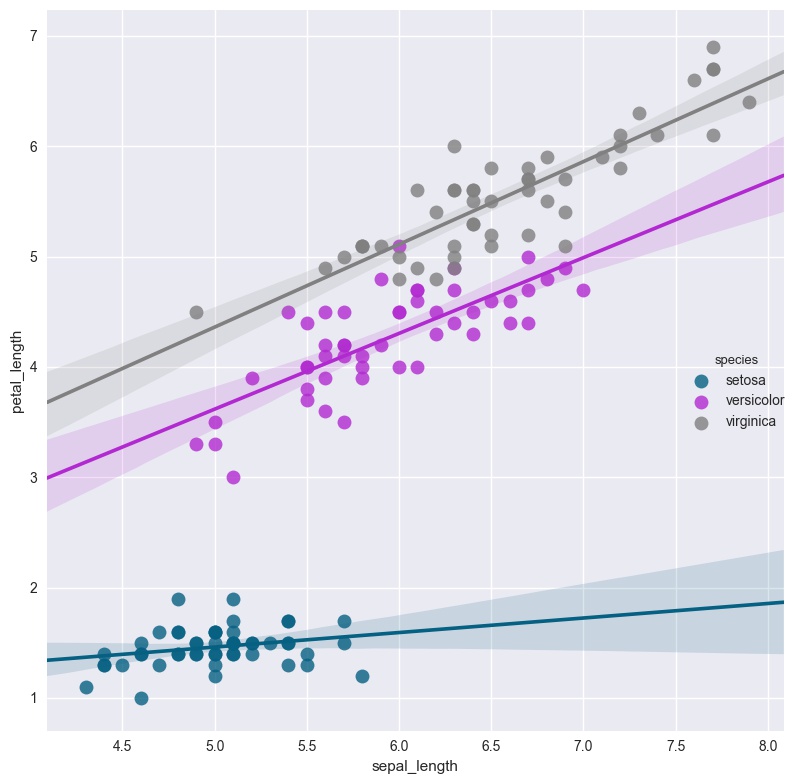 7
6
5
4
3
2
1
petal_length
species
setosa
versicolor
virginica
4.5 5.0 5.5 6.0 6.5 7.0 7.5 8.0
sepal_length